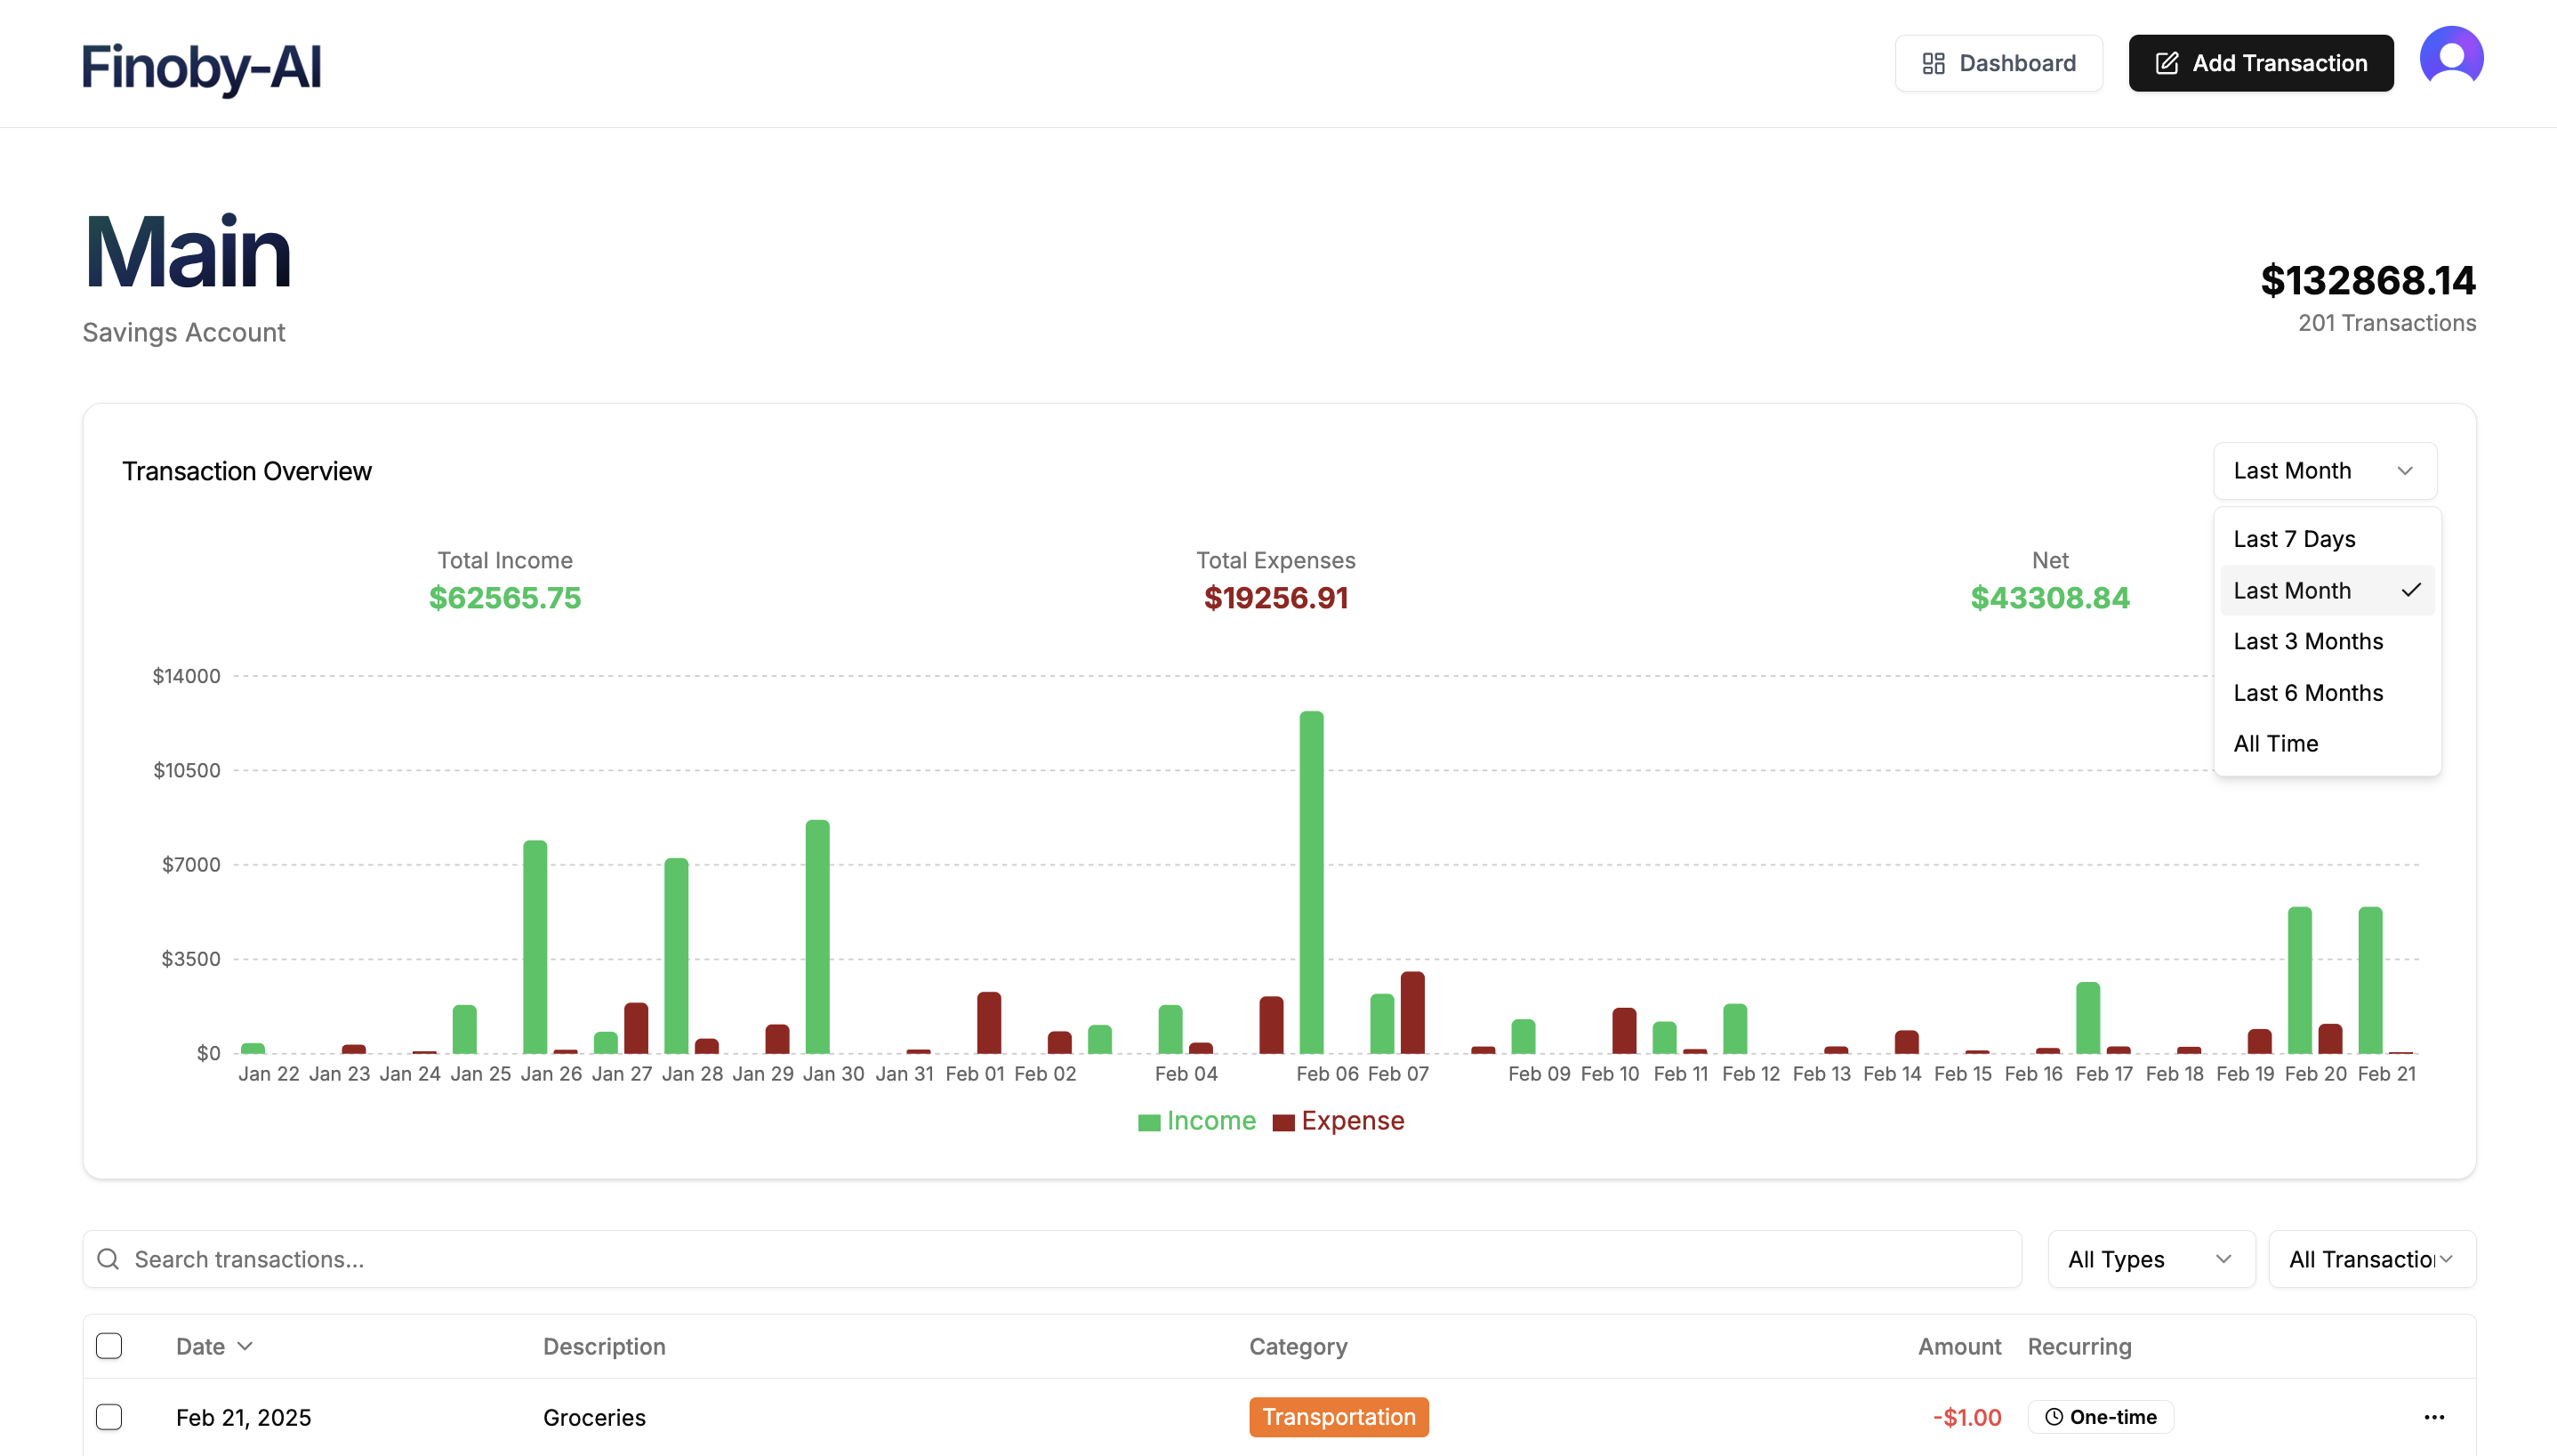 Finoby-AI
Dashboard
Add Transaction
Main
Savings Account
$132868.14
201 Transactions
Transaction Overview
Last Month
Last 7 Days
Last Month
Last 3 Months
Last 6 Months
All Time
Total Income
$62565.75
Total Expenses
$19256.91
Net
$43308.84
$14000
$10500
$7000
$3500
$0
Jan 22 Jan 23 Jan 24 Jan 25 Jan 26 Jan 27 Jan 28 Jan 29 Jan 30 Jan 31 Feb 01 Feb 02 Feb 04 Feb 06 Feb 07 Feb 09 Feb 10 Feb 11 Feb 12 Feb 13 Feb 14 Feb 15 Feb 16 Feb 17 Feb 18 Feb 19 Feb 20 Feb 21
Income Expense
Search transactions...
All Types
All Transactio
Date Description Category Amount Recurring
Feb 21, 2025 Groceries Transportation -$1.00 One-time